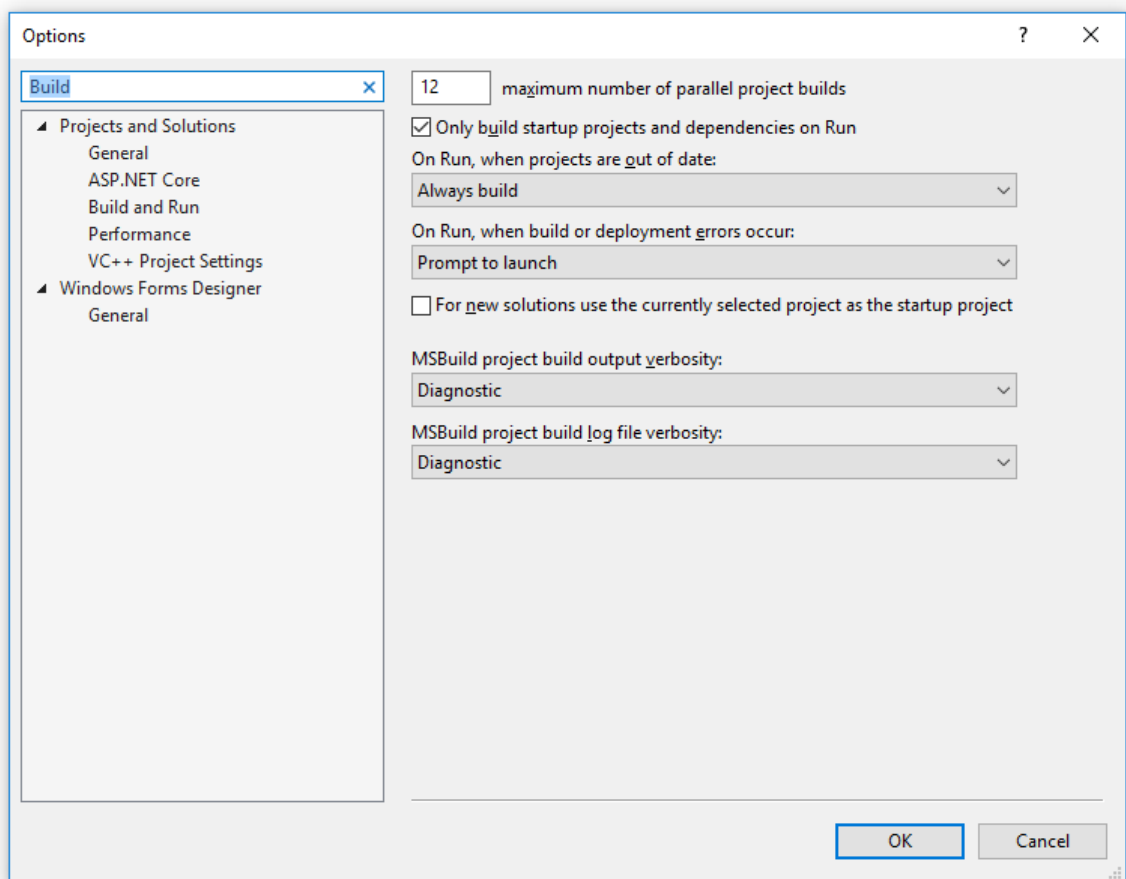 Options
?
Build
Projects and Solutions
General
ASP.NET Core
Build and Run
Performance
VC++ Project Settings
Windows Forms Designer
General
12 maximum number of parallel project builds
Only build startup projects and dependencies on Run
On Run, when projects are out of date:
Always build
On Run, when build or deployment errors occur:
Prompt to launch
For new solutions use the currently selected project as the startup project
MSBuild project build output verbosity:
Diagnostic
MSBuild project build log file verbosity:
Diagnostic
OK
Cancel